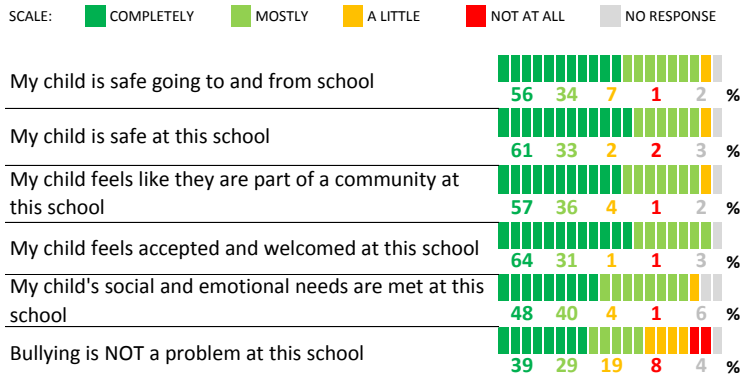 SCALE: COMPLETELY MOSTLY A LITTLE NOT AT ALL NO RESPONSE
My child is safe going to and from school
56 34 7 1 2 %
My child is safe at this school
61 33 2 2 3 %
My child feels like they are part of a community at
this school
57 36 4 1 2 %
My child feels accepted and welcomed at this school
64 31 1 1 3 %
My child's social and emotional needs are met at this
school
48 40 4 1 6 %
Bullying is NOT a problem at this school
39 29 19 8 4 %